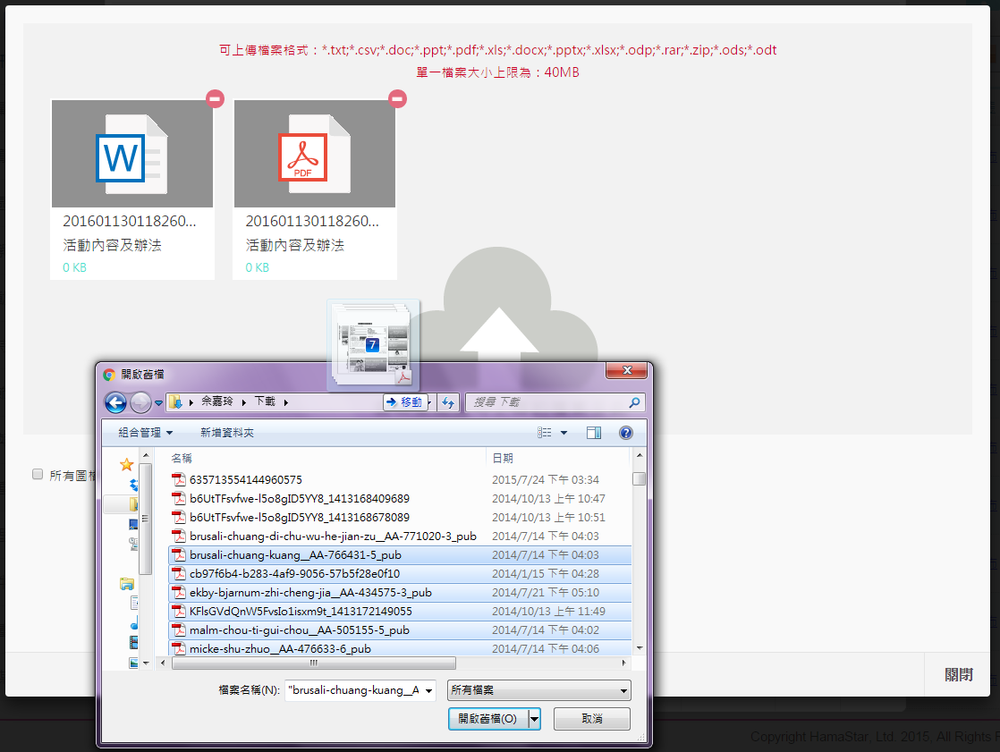 可上傳檔案格式：*.txt;*.csv;*.doc;*.ppt;*.pdf;*.xls;*.docx;*.pptx;*.xlsx;*.odp;*.rar;*.zip;*.ods;*.odt
單一檔案大小上限為：40MB
W
PDF
201601130118260...
201601130118260...
活動內容及辦法
活動內容及辦法
0 KB
0 KB
7
開啟舊檔
余嘉玲
下載
移動
搜尋 下載
組合管理
新增資料夾
名稱
日期
635713554144960575
2015/7/24 下午 03:34
b6UtTFsvfwe-l5o8gID5YY8_1413168409689
2014/10/13 上午 10:47
b6UtTFsvfwe-l5o8gID5YY8_1413168678089
2014/10/13 上午 10:51
brusali-chuang-di-chu-wu-he-jian-zu__AA-771020-3_pub
2014/7/14 下午 04:03
brusali-chuang-kuang__AA-766431-5_pub
2014/7/14 下午 04:03
cb97f6b4-b283-4af9-9056-57b5f28e0f10
2014/1/15 下午 04:28
ekby-bjarnum-zhi-cheng-jia__AA-434575-3_pub
2014/7/21 下午 05:10
KFlsGVdQnW5FvsIo1isxm9t_1413172149055
2014/10/13 上午 11:49
malm-chou-ti-gui-chou__AA-505155-5_pub
2014/7/14 下午 04:02
micke-shu-zhuo__AA-476633-6_pub
2014/7/14 下午 04:06
所有圖檔
檔案名稱(N):
"brusali-chuang-kuang__A
所有檔案
開啟舊檔(O)
取消
關閉
Copyright HamaStar, Ltd. 2015, All Rights